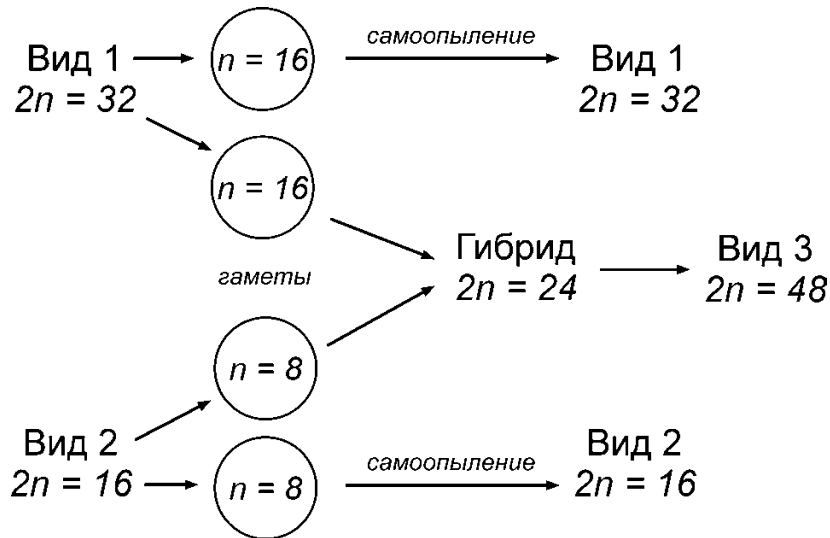 самоопыление
Вид 1
2n = 32
n = 16
Вид 1
2n = 32
n = 16
гаметы
Гибрид
2n = 24
Вид 3
2n = 48
n = 8
Вид 2
2n = 16
n = 8
самоопыление
Вид 2
2n = 16